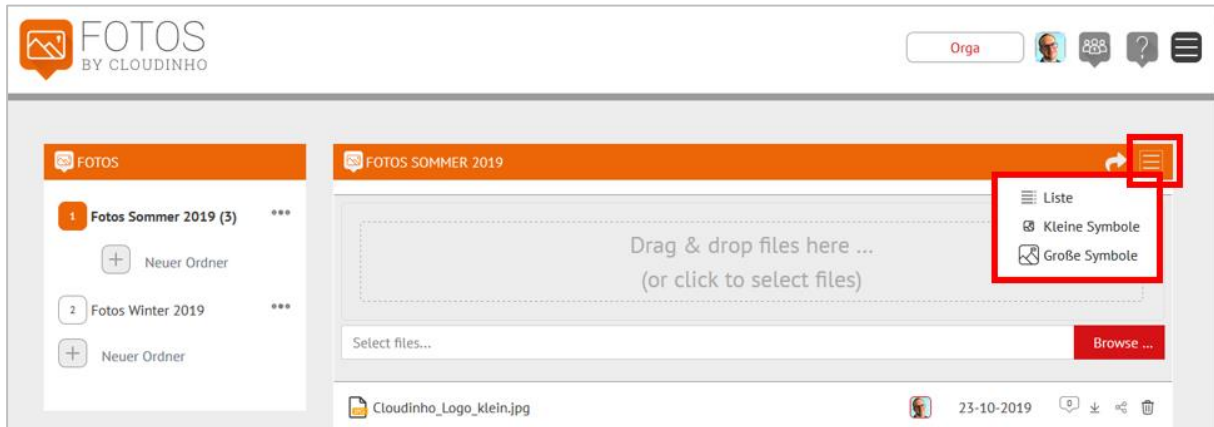 FOTOS
BY CLOUDINHO
Orga
?
FOTOS
1 Fotos Sommer 2019 (3)
Neuer Ordner
2 Fotos Winter 2019
Neuer Ordner
FOTOS SOMMER 2019
Liste
Kleine Symbole
Große Symbole
Drag & drop files here ...
(or click to select files)
Select files...
Browse ...
Cloudinho_Logo_klein.jpg 23-10-2019 0